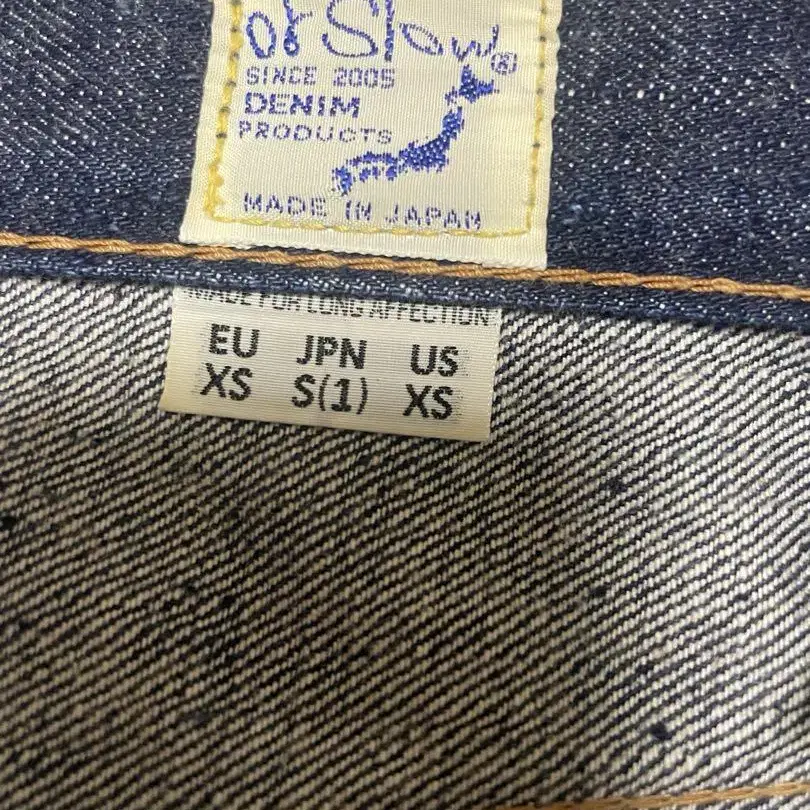 orSlow®
SINCE 2005
DENIM
PRODUCTS
MADE IN JAPAN
MADE FOR LONG AFFECTION
EU JPN US
XS S(1) XS